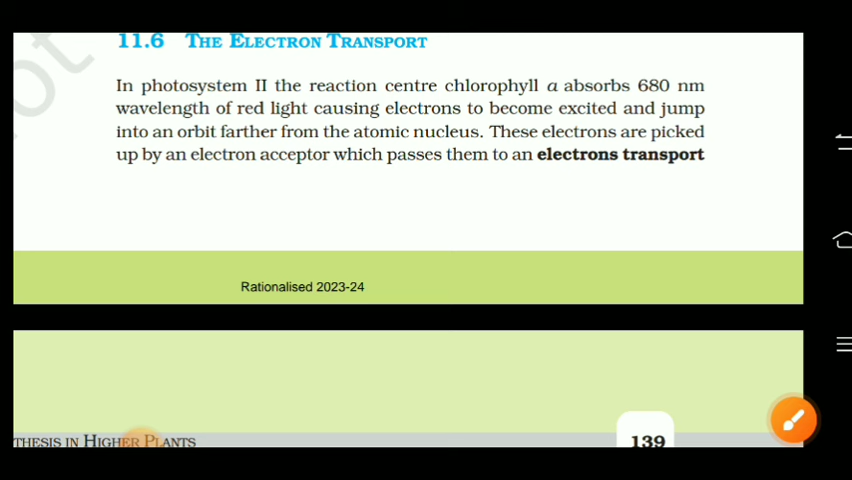 ot
11.6 THE ELECTRON TRANSPORT
In photosystem II the reaction centre chlorophyll a absorbs 680 nm
wavelength of red light causing electrons to become excited and jump
into an orbit farther from the atomic nucleus. These electrons are picked
up by an electron acceptor which passes them to an electrons transport
Rationalised 2023-24
THESIS IN HIGHER PLANTS
139